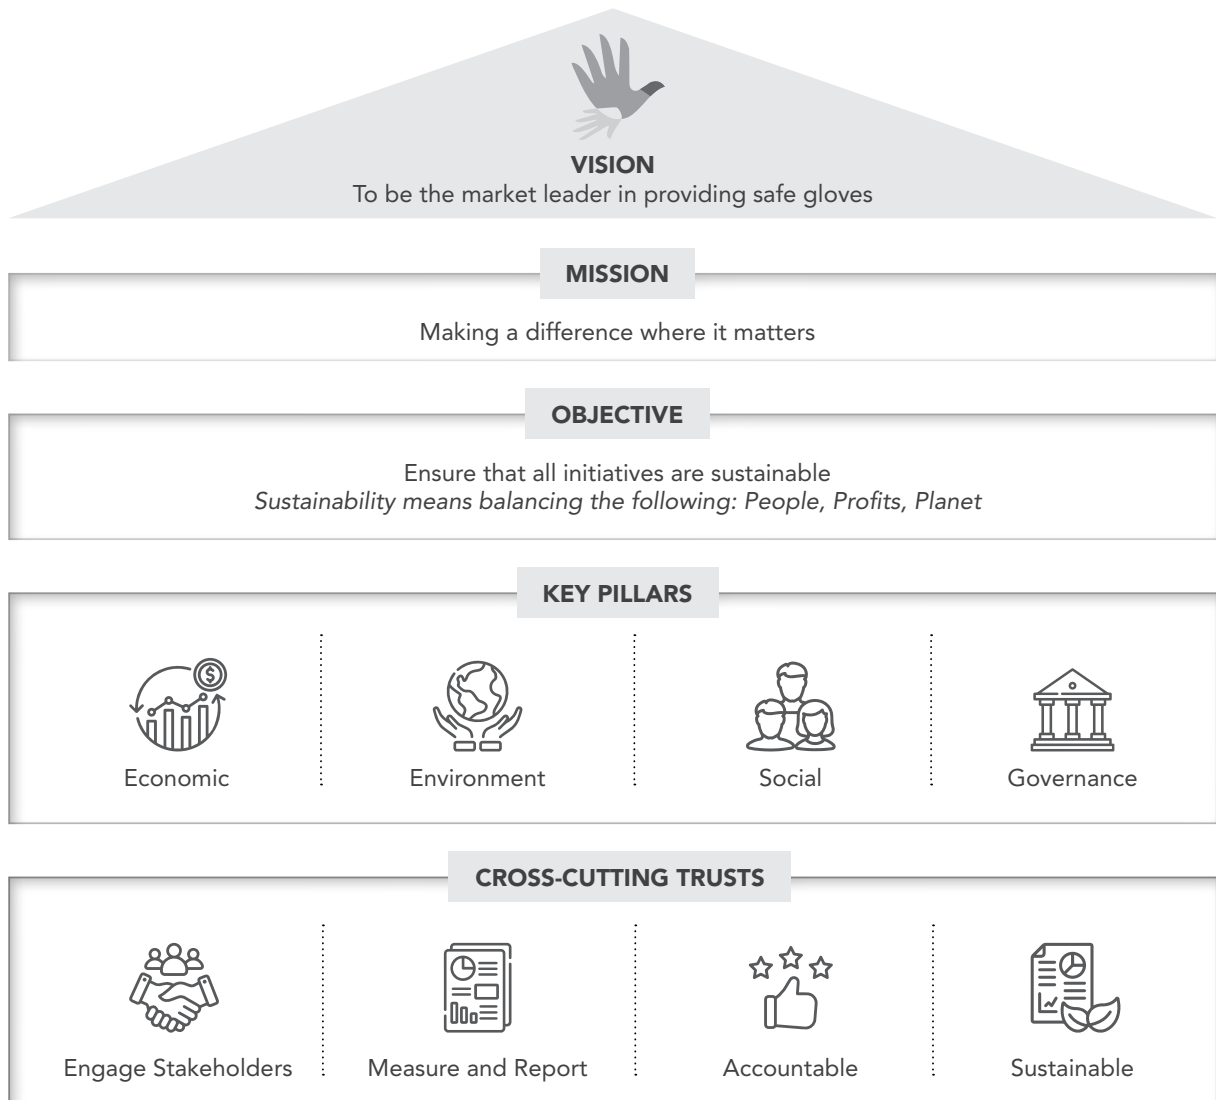 VISION
To be the market leader in providing safe gloves
MISSION
Making a difference where it matters
OBJECTIVE
Ensure that all initiatives are sustainable
Sustainability means balancing the following: People, Profits, Planet
KEY PILLARS
$
Economic
Environment
Social
Governance
CROSS-CUTTING TRUSTS
Engage Stakeholders
Measure and Report
Accountable
Sustainable